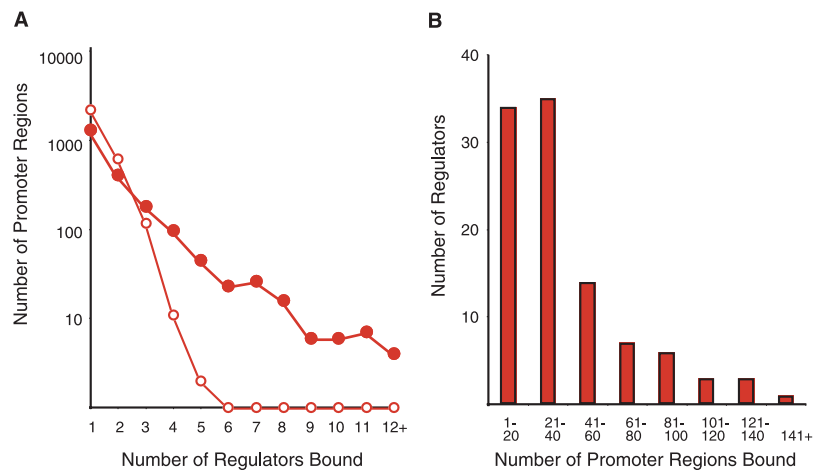 A
Number of Promoter Regions
10000
1000
100
10
1 2 3 4 5 6 7 8 9 10 11 12+
Number of Regulators Bound
B
Number of Regulators
40
30
20
10
1- 21- 41- 61- 81- 101- 121- 141+
20 40 60 80 100 120 140
Number of Promoter Regions Bound